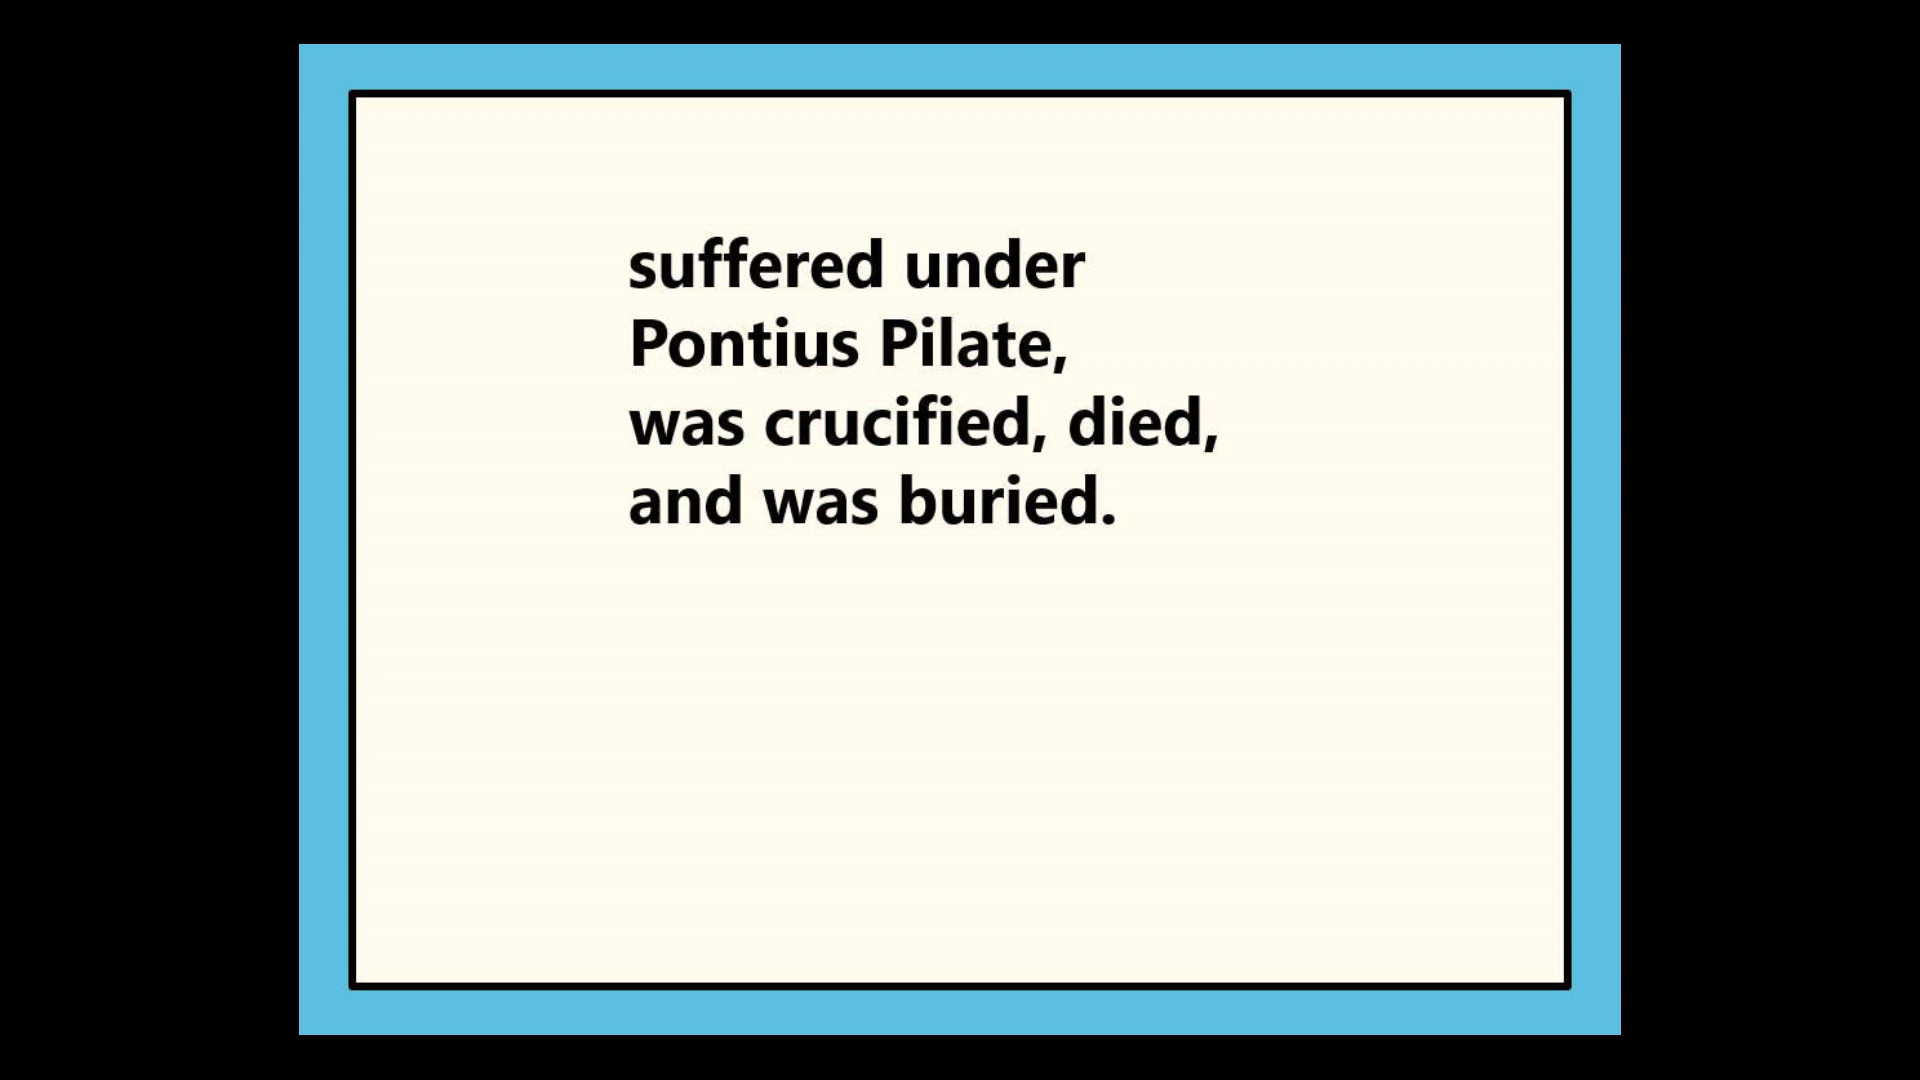 suffered under
Pontius Pilate,
was crucified, died,
and was buried.